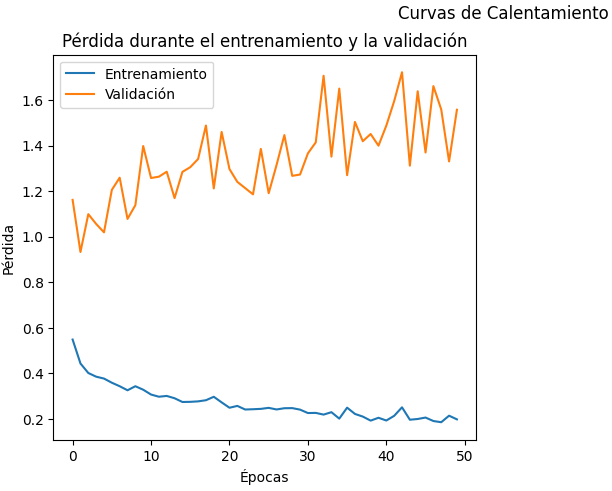 Curvas de Calentamiento
Pérdida durante el entrenamiento y la validación
Entrenamiento
Validación
1.6
1.4
1.2
1.0
0.8
0.6
0.4
0.2
Pérdida
0 10 20 30 40 50
Épocas